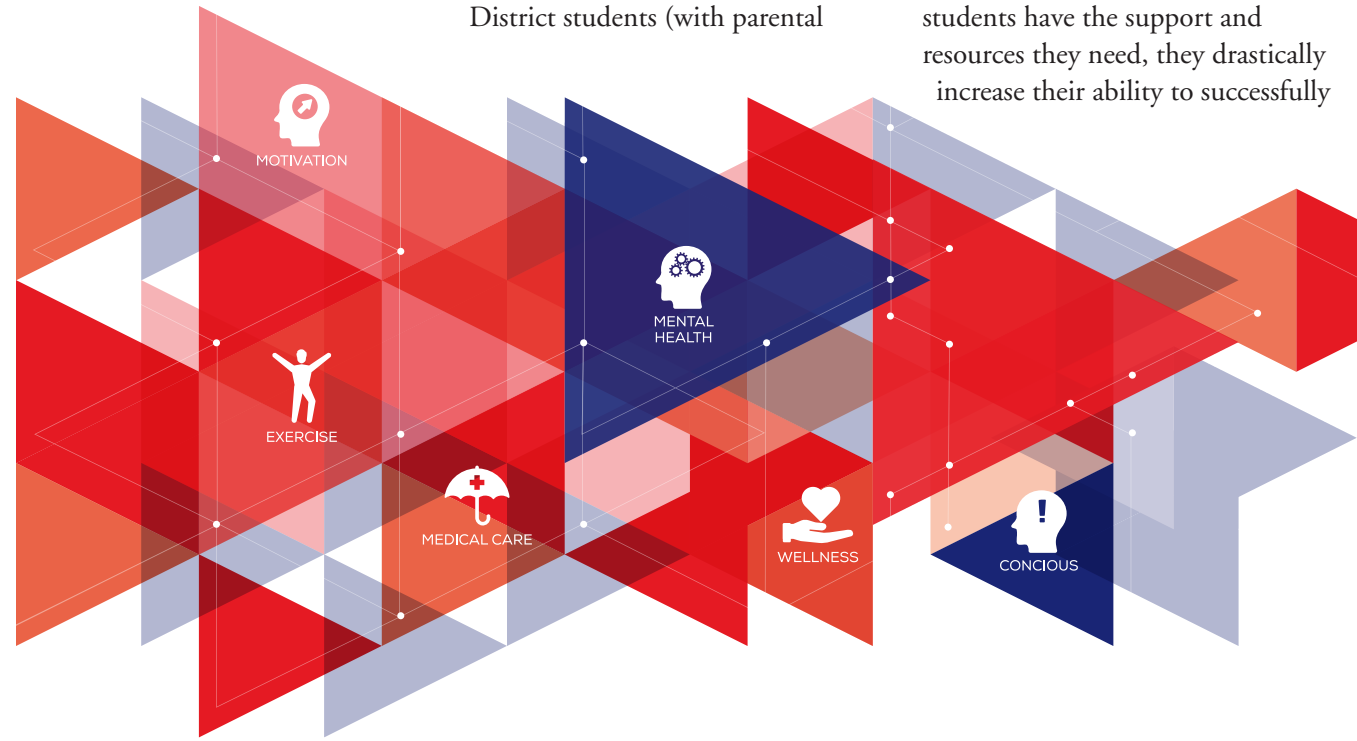 District students (with parental
students have the support and
resources they need, they drastically
increase their ability to successfully
MOTIVATION
MENTAL
HEALTH
EXERCISE
MEDICAL CARE
WELLNESS
CONCIOUS